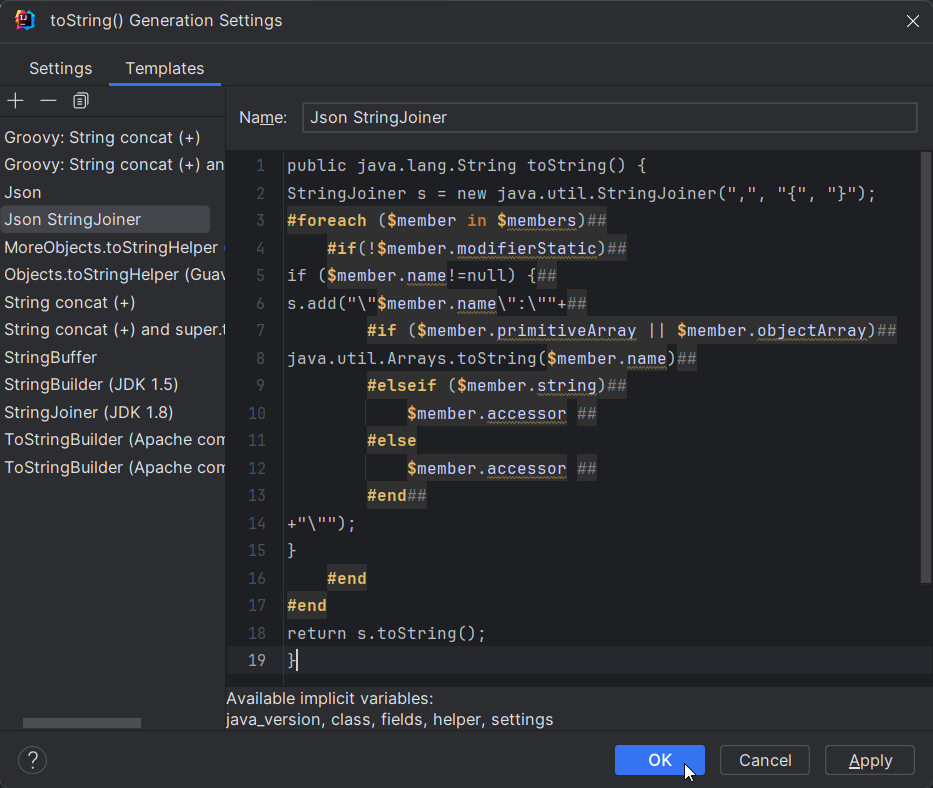 toString() Generation Settings
Settings
Templates
Groovy: String concat (+)
Groovy: String concat (+) an
Json
Json StringJoiner
MoreObjects.toStringHelper
Objects.toStringHelper (Guav
String concat (+)
String concat (+) and super.t
StringBuffer
StringBuilder (JDK 1.5)
StringJoiner (JDK 1.8)
ToStringBuilder (Apache com
ToStringBuilder (Apache com
Name: Json StringJoiner
1 public java.lang.String toString() {
2 StringJoiner s = new java.util.StringJoiner(",", "{", "}");
3 #foreach ($member in $members)##
4 #if(!$member.modifierStatic)##
5 if ($member.name!=null) {##
6 s.add("\"$member.name\":\""+##
7 #if ($member.primitiveArray || $member.objectArray)##
8 java.util.Arrays.toString($member.name)##
9 #elseif ($member.string)##
10 $member.accessor ##
11 #else
12 $member.accessor ##
13 #end##
14 +"\"");
15 }
16 #end
17 #end
18 return s.toString();
19 }
Available implicit variables:
java_version, class, fields, helper, settings
?
OK
Cancel
Apply